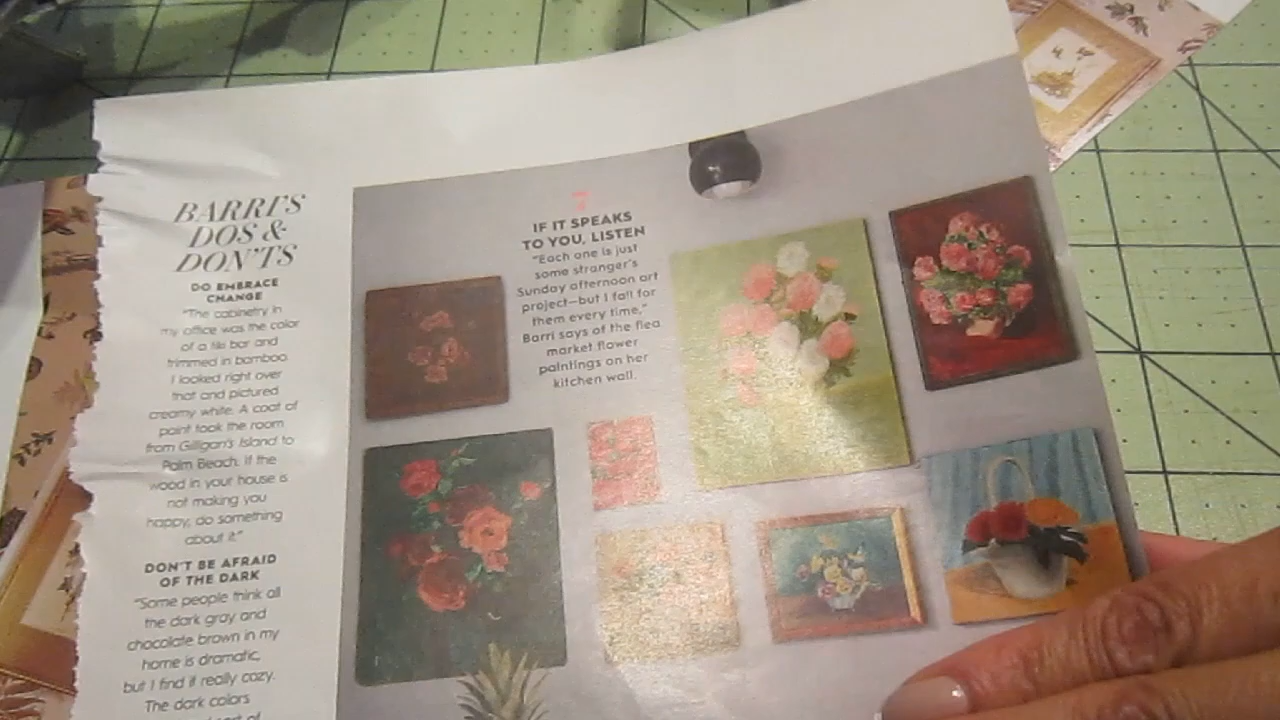 BARRI'S
DOS &
DON'TS
DO EMBRACE
CHANGE
"The cabinetry in
my office was the color
of a tiki bar and
trimmed in bamboo.
I looked right over
that and pictured
creamy white. A coat of
paint took the room
from Gilligan's Island to
Palm Beach. If the
wood in your house is
not making you
happy, do something
about it."
DON'T BE AFRAID
OF THE DARK
"Some people think all
the dark gray and
chocolate brown in my
home is dramatic,
but I find it really cozy.
The dark colors
7
IF IT SPEAKS
TO YOU, LISTEN
"Each one is just
some stranger's
Sunday afternoon art
project—but I fall for
them every time,"
Barri says of the flea
market flower
paintings on her
kitchen wall.